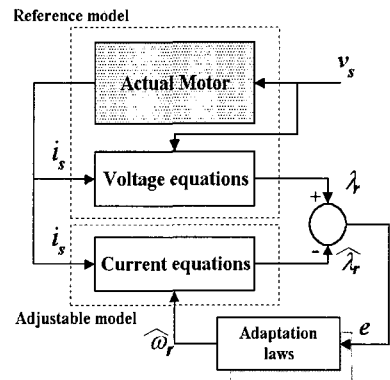 Reference model
Actual Motor
v_s
i_s
Voltage equations
λ_r
+
i_s
Current equations
-
λ̂_r
Adjustable model
ω̂_r
Adaptation
laws
e